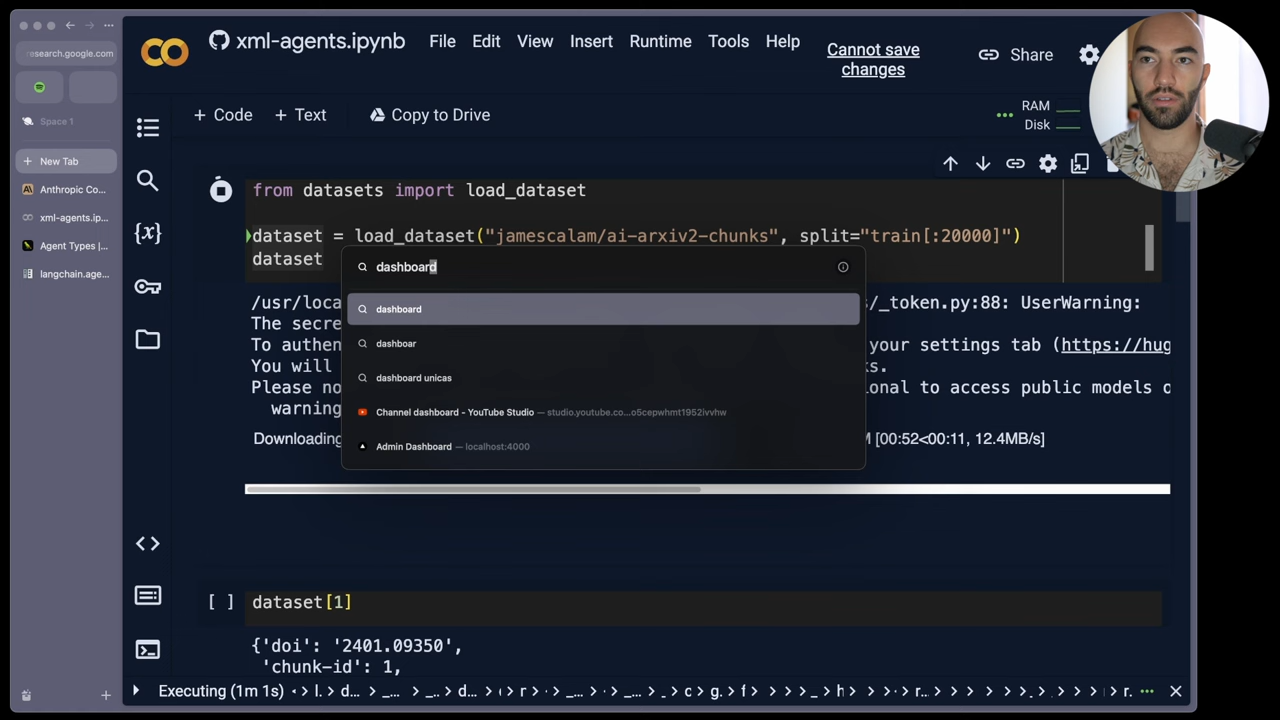 esearch.google.com
Space 1
New Tab
Anthropic Co...
xml-agents.ip...
Agent Types |...
langchain.age...
xml-agents.ipynb
File Edit View Insert Runtime Tools Help
Cannot save
changes
Share
+ Code + Text Copy to Drive
RAM
Disk
from datasets import load_dataset
dataset = load_dataset("jamescalam/ai-arxiv2-chunks", split="train[:20000]")
dataset
dashboard
dashboard
dashboar
dashboard unicas
Channel dashboard - YouTube Studio — studio.youtube.co...o5cepwhmt1952ivvhw
Admin Dashboard — localhost:4000
/usr/loca /_token.py:88: UserWarning:
The secre
To authen your settings tab (https://hug
You will ks.
Please no ional to access public models o
warning
Downloading M [00:52<00:11, 12.4MB/s]
[ ] dataset[1]
{'doi': '2401.09350',
'chunk-id': 1,
Executing (1m 1s) < > l. > d... > _... > _.. > d... >